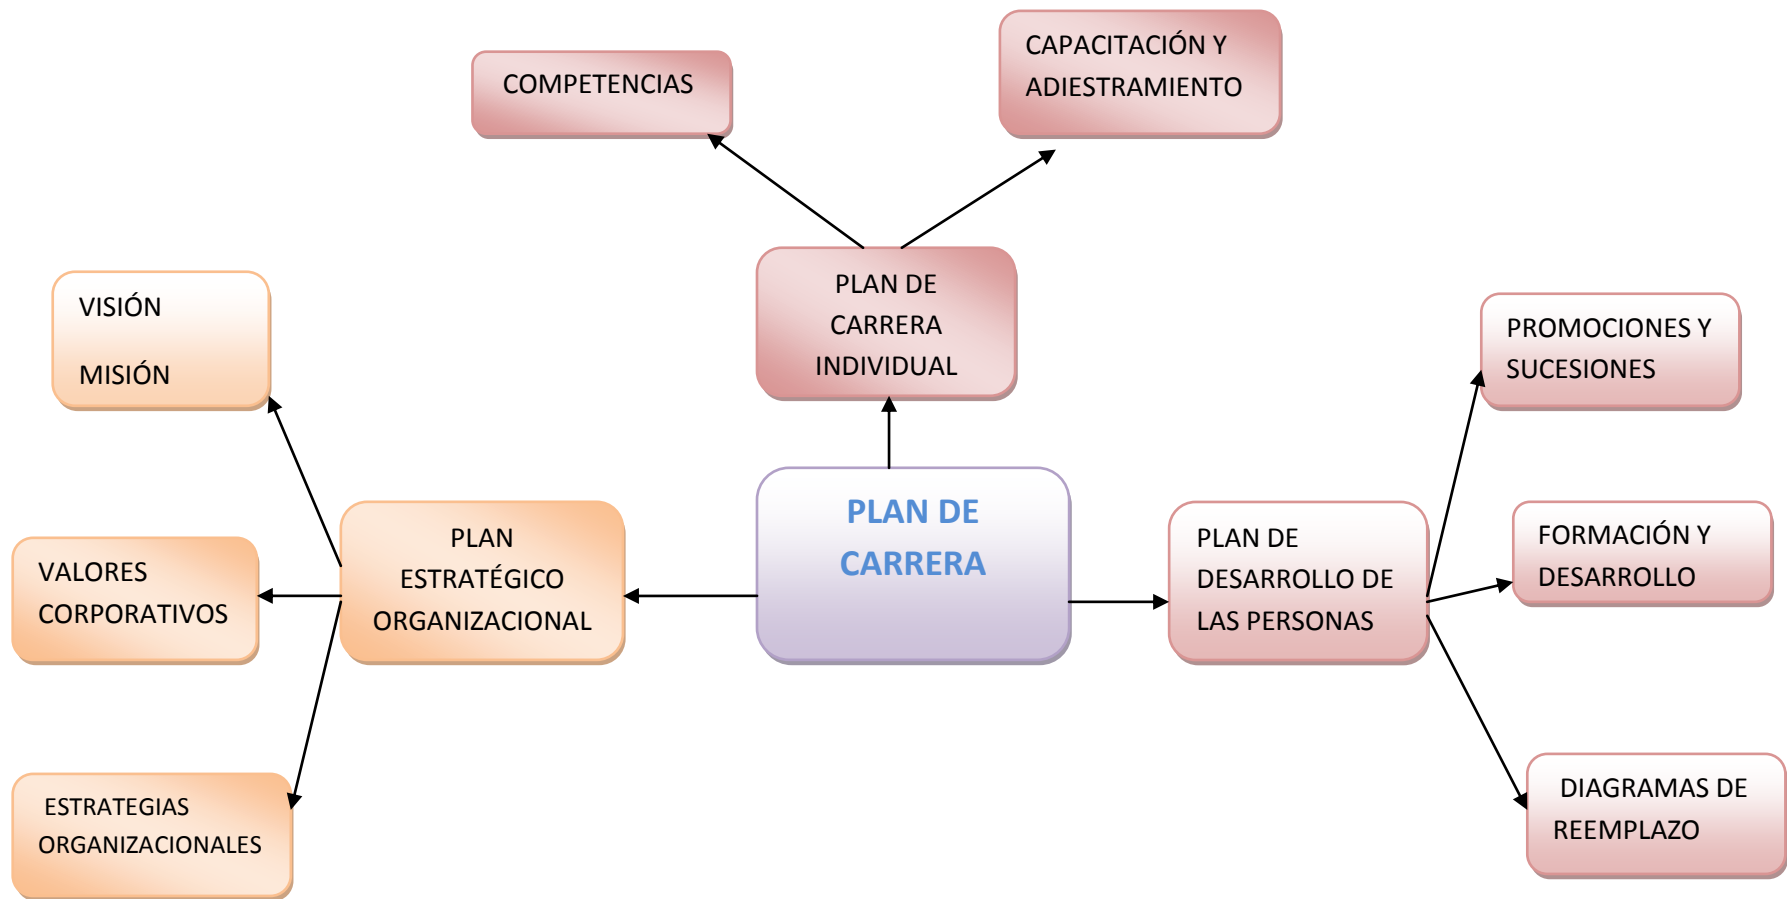 CAPACITACIÓN Y
ADIESTRAMIENTO
COMPETENCIAS
PLAN DE
CARRERA
INDIVIDUAL
VISIÓN
MISIÓN
PROMOCIONES Y
SUCESIONES
PLAN DE
CARRERA
PLAN
ESTRATÉGICO
ORGANIZACIONAL
PLAN DE
DESARROLLO DE
LAS PERSONAS
FORMACIÓN Y
DESARROLLO
VALORES
CORPORATIVOS
ESTRATEGIAS
ORGANIZACIONALES
DIAGRAMAS DE
REEMPLAZO